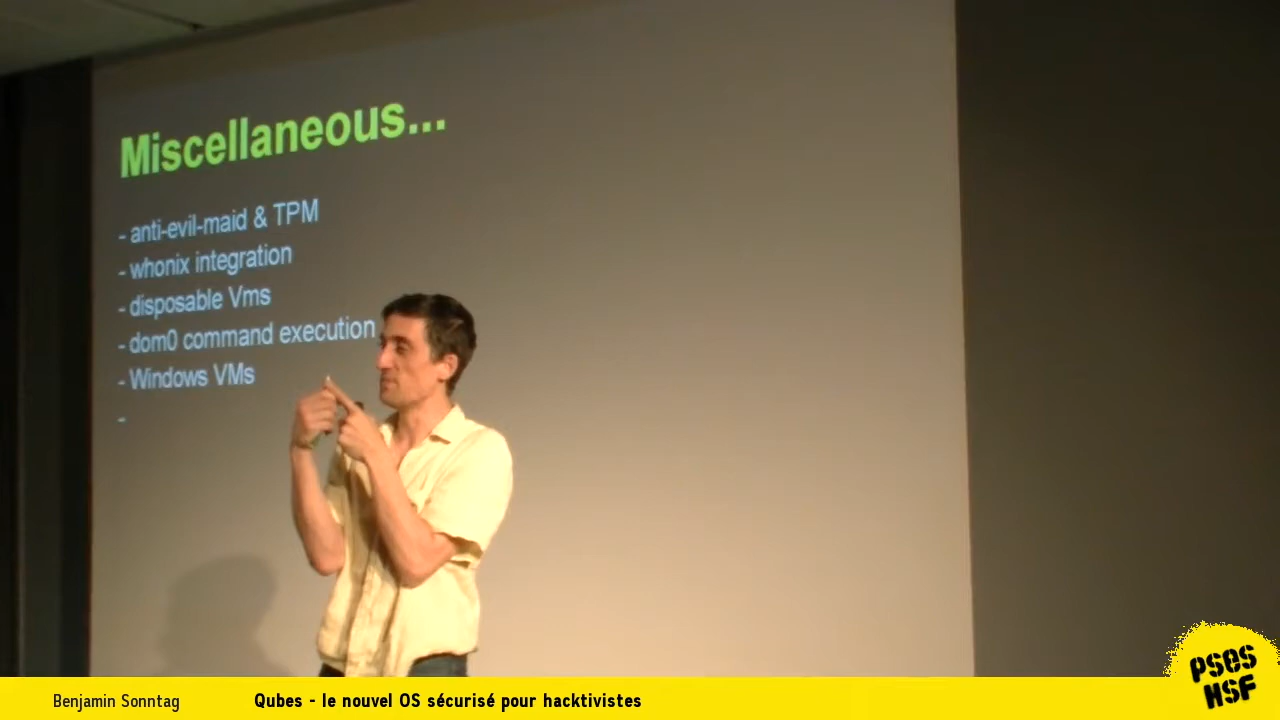 Miscellaneous...
- anti-evil-maid & TPM
- whonix integration
- disposable Vms
- dom0 command execution
- Windows VMs
-
Benjamin Sonntag
Qubes - le nouvel OS sécurisé pour hacktivistes
PSES
HSF